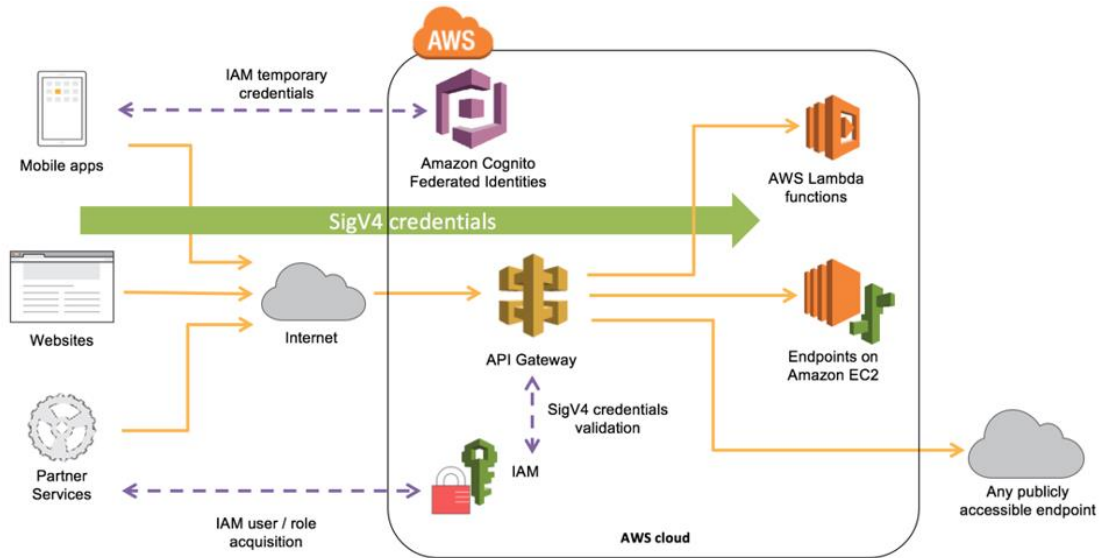 AWS
IAM temporary
credentials
Mobile apps
Amazon Cognito
Federated Identities
AWS Lambda
functions
SigV4 credentials
Websites
Internet
API Gateway
Endpoints on
Amazon EC2
SigV4 credentials
validation
Partner
Services
IAM
IAM user / role
acquisition
AWS cloud
Any publicly
accessible endpoint